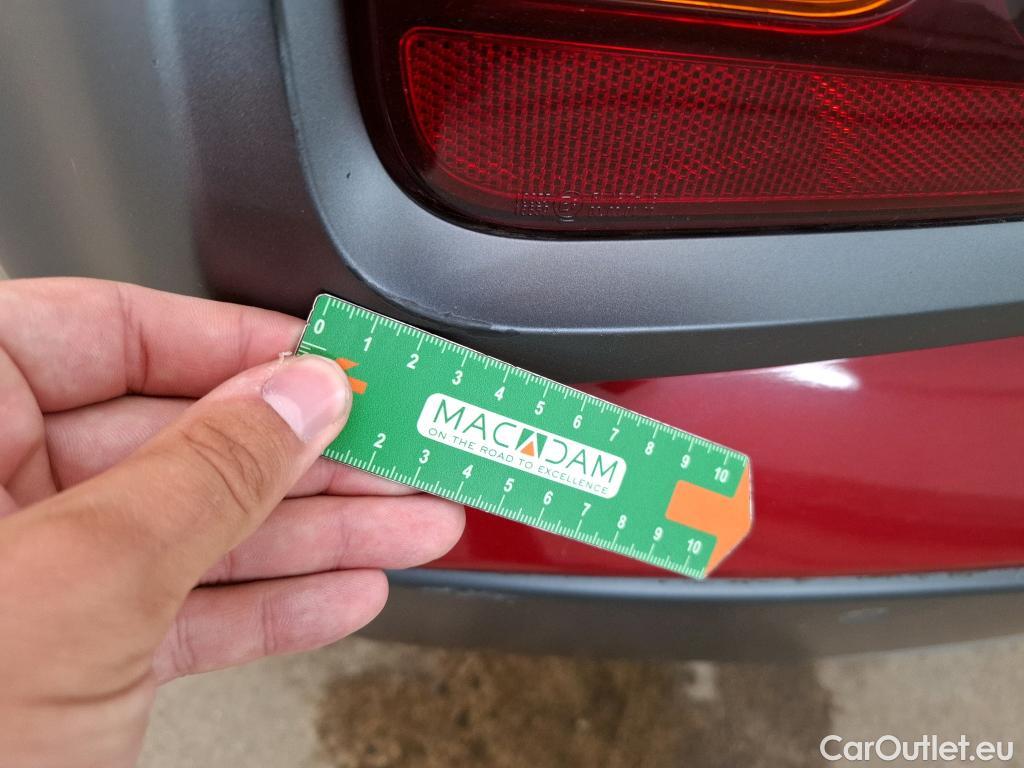 0 1 2 3 4 5 6 7 8 9 10
MACADAM
ON THE ROAD TO EXCELLENCE
2 3 4 5 6 7 8 9 10
CarOutlet.eu